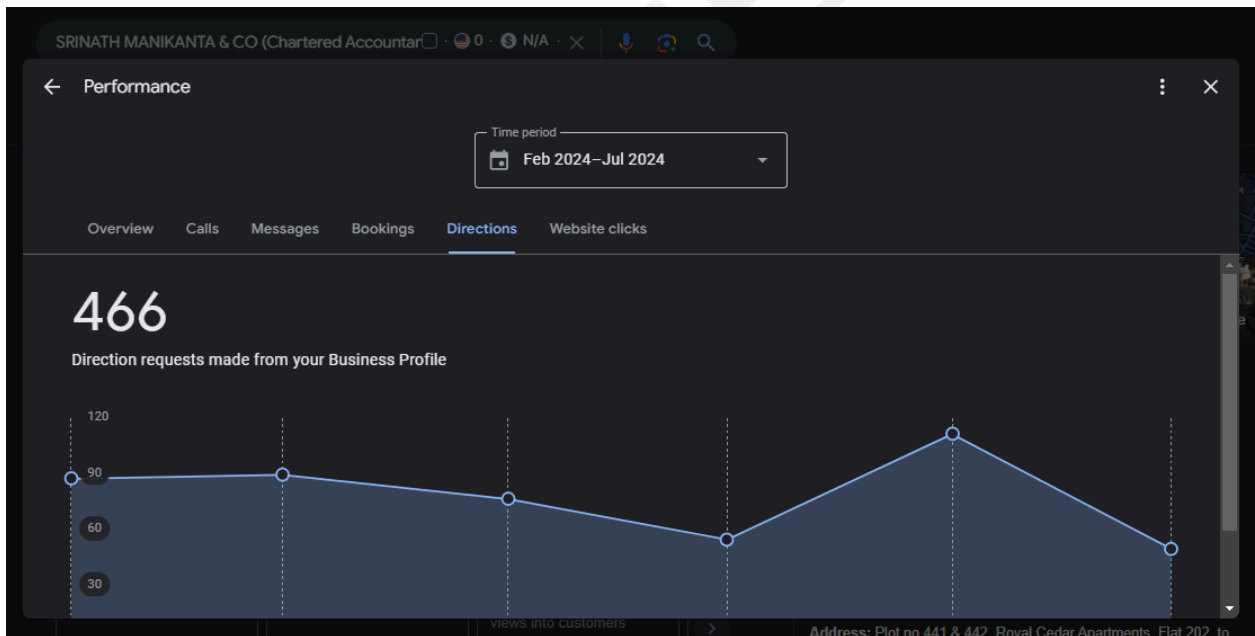 SRINATH MANIKANTA & CO (Chartered Accountar · 0 · N/A ·
Performance
Time period
Feb 2024–Jul 2024
Overview Calls Messages Bookings Directions Website clicks
466
Direction requests made from your Business Profile
120
90
60
30
views into customers
Address: Plot no 441 & 442, Royal Cedar Apartments, Flat 202, to